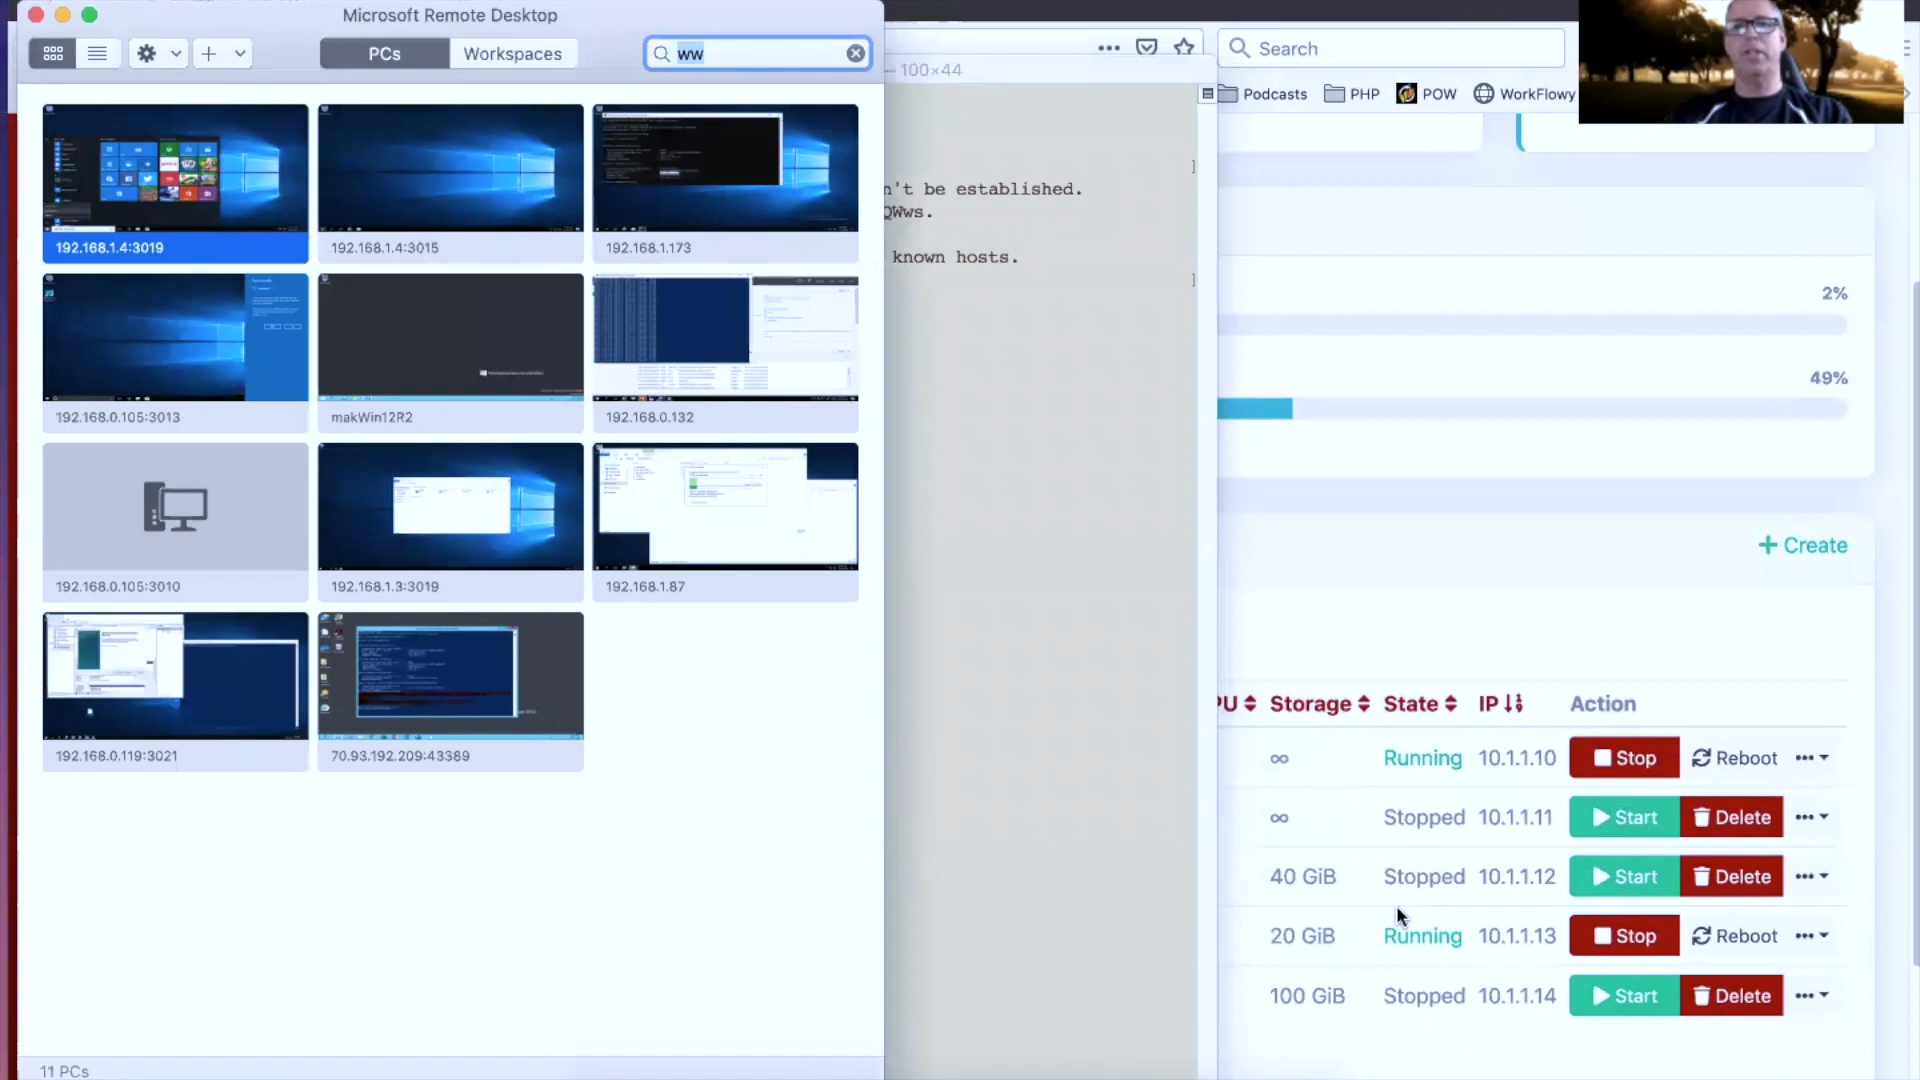 Microsoft Remote Desktop
PCs
Workspaces
ww
192.168.1.4:3019
192.168.1.4:3015
192.168.1.173
192.168.0.105:3013
makWin12R2
192.168.0.132
192.168.0.105:3010
192.168.1.3:3019
192.168.1.87
192.168.0.119:3021
70.93.192.209:43389
11 PCs
— 100×44
]
n't be established.
QWws.
known hosts.
]
Search
Podcasts
PHP
POW
WorkFlowy
2%
49%
+ Create
PU Storage State IP Action
∞ Running 10.1.1.10 Stop Reboot •••
∞ Stopped 10.1.1.11 Start Delete •••
40 GiB Stopped 10.1.1.12 Start Delete •••
20 GiB Running 10.1.1.13 Stop Reboot •••
100 GiB Stopped 10.1.1.14 Start Delete •••